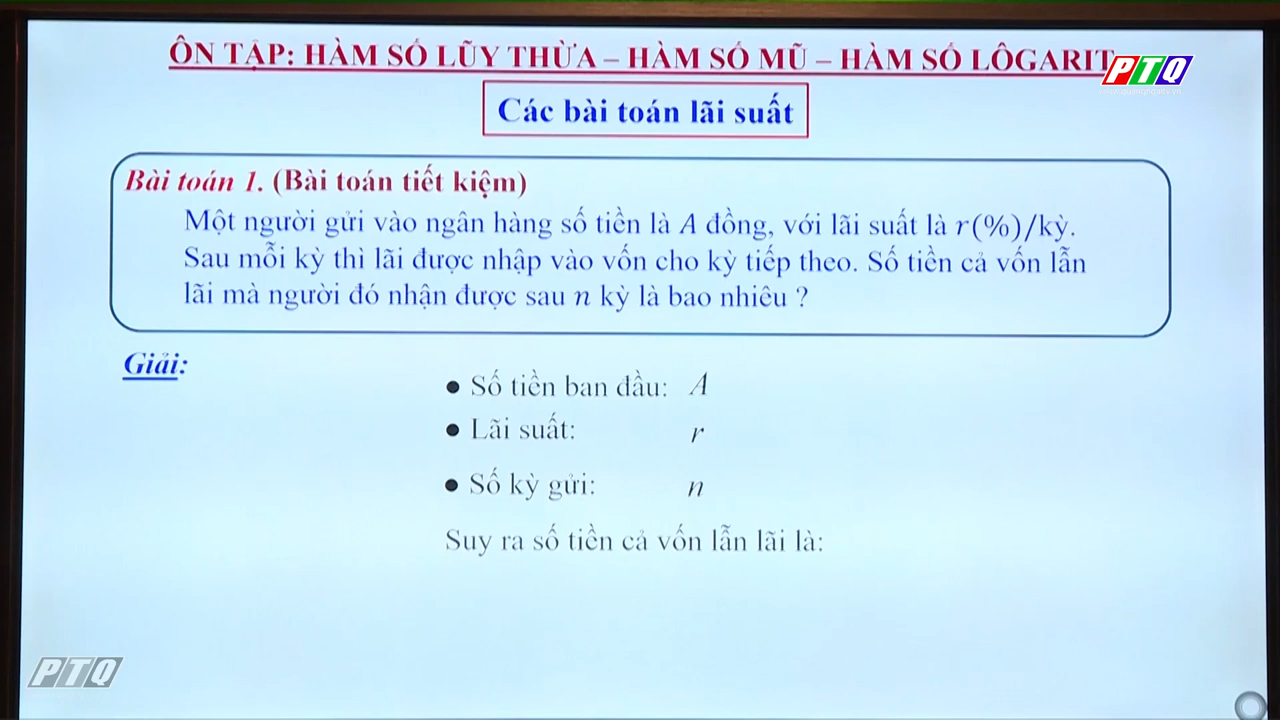 ÔN TẬP: HÀM SỐ LŨY THỪA – HÀM SỐ MŨ – HÀM SỐ LÔGARIT
PTQ
Các bài toán lãi suất
Bài toán 1. (Bài toán tiết kiệm)
Một người gửi vào ngân hàng số tiền là A đồng, với lãi suất là r(%)/kỳ.
Sau mỗi kỳ thì lãi được nhập vào vốn cho kỳ tiếp theo. Số tiền cả vốn lẫn
lãi mà người đó nhận được sau n kỳ là bao nhiêu ?
Giải:
● Số tiền ban đầu: A
● Lãi suất: r
● Số kỳ gửi: n
Suy ra số tiền cả vốn lẫn lãi là:
PTQ